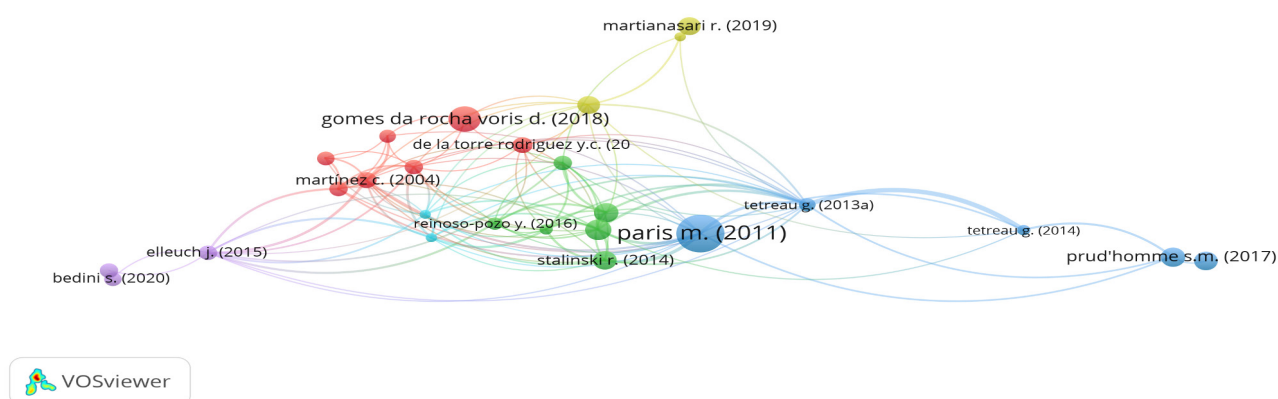 martianasari r. (2019)
gomes da rocha voris d. (2018)
de la torre rodriguez y.c. (20
martínez c. (2004)
tetreau g. (2013a)
reinoso-pozo y. (2016)
paris m. (2011)
tetreau g. (2014)
elleuch j. (2015)
stalinski r. (2014)
prud'homme s.m. (2017)
bedini s. (2020)
VOSviewer